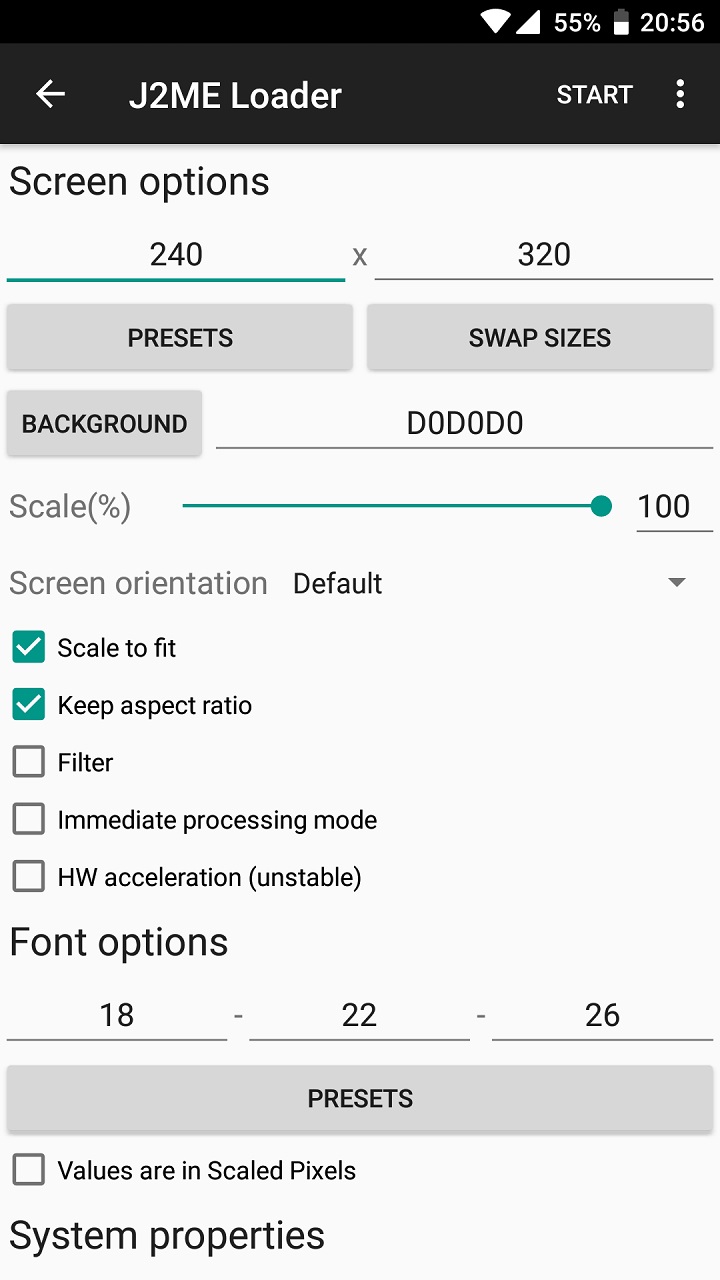 55% 20:56
J2ME Loader START
Screen options
240 x 320
PRESETS SWAP SIZES
BACKGROUND D0D0D0
Scale(%) 100
Screen orientation Default
Scale to fit
Keep aspect ratio
Filter
Immediate processing mode
HW acceleration (unstable)
Font options
18 - 22 - 26
PRESETS
Values are in Scaled Pixels
System properties